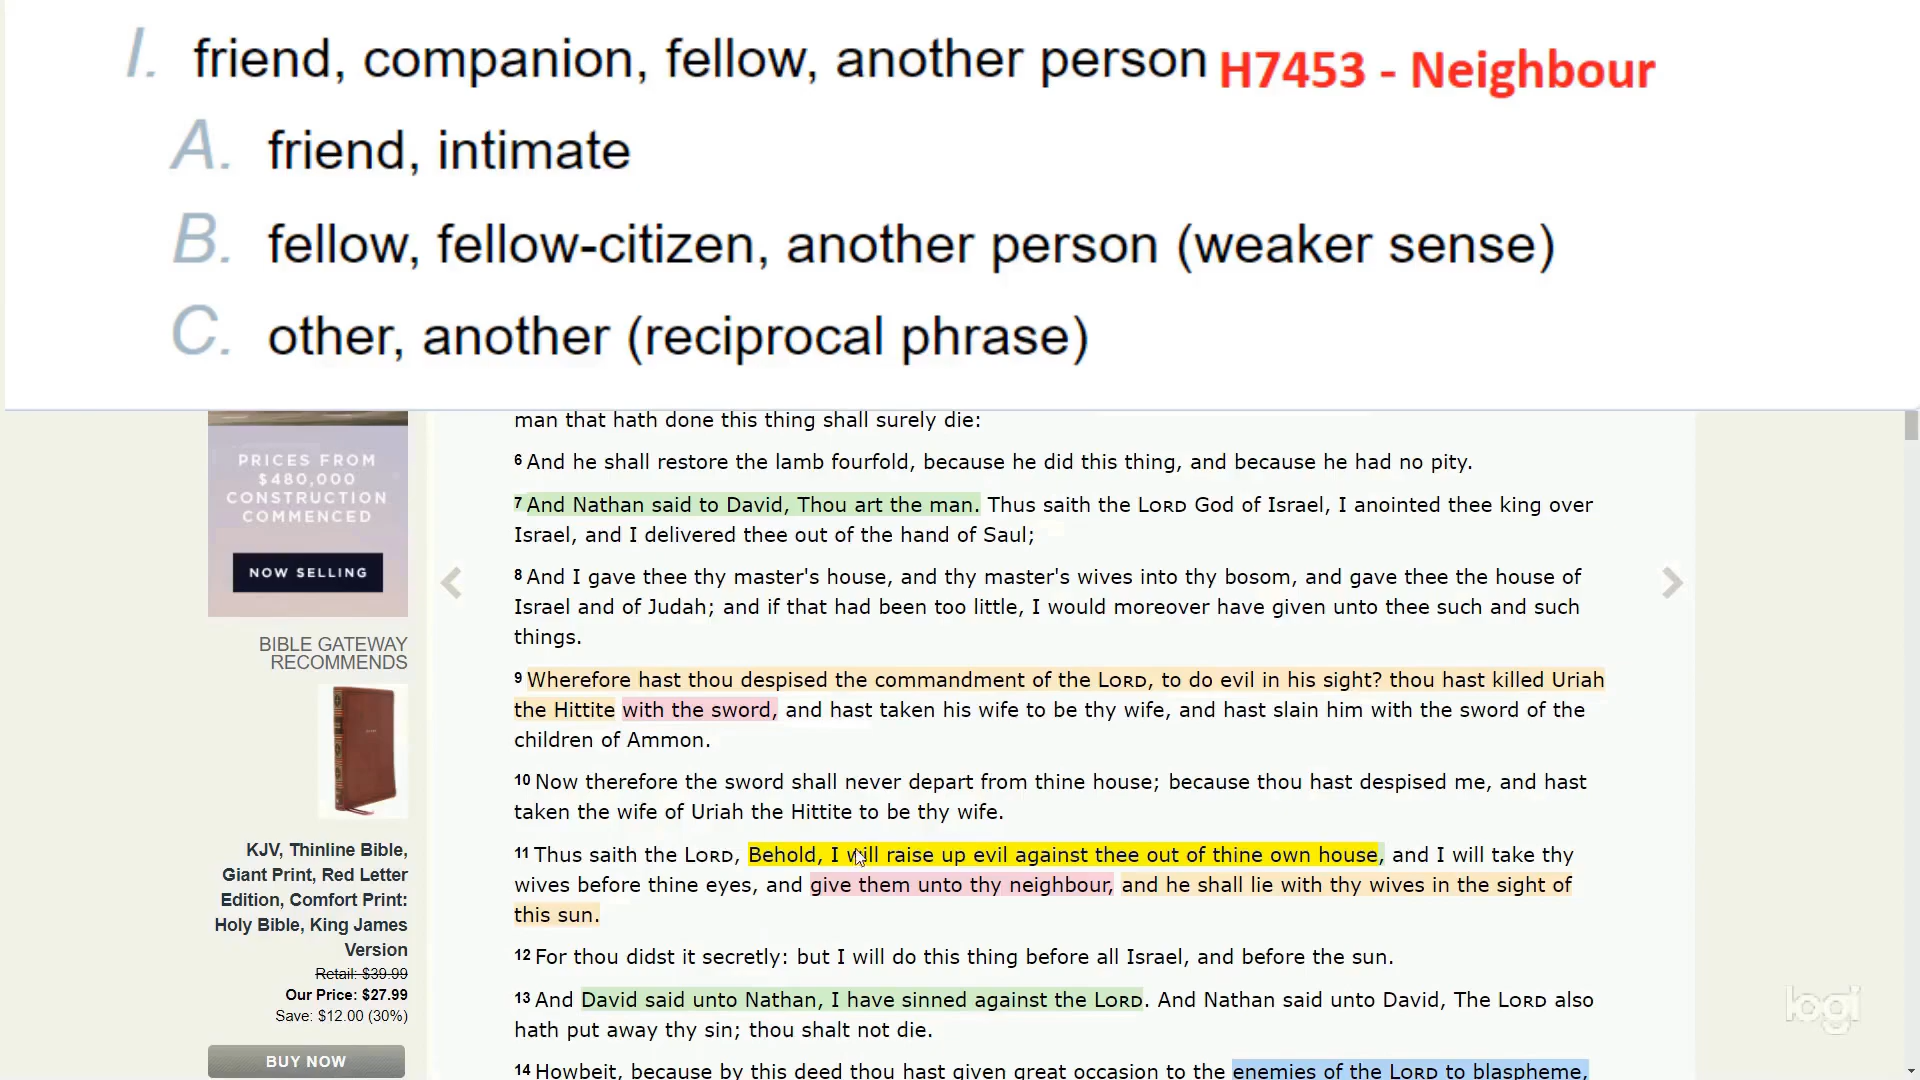 I. friend, companion, fellow, another person H7453 - Neighbour
A. friend, intimate
B. fellow, fellow-citizen, another person (weaker sense)
C. other, another (reciprocal phrase)
man that hath done this thing shall surely die:
6 And he shall restore the lamb fourfold, because he did this thing, and because he had no pity.
7 And Nathan said to David, Thou art the man. Thus saith the LORD God of Israel, I anointed thee king over
Israel, and I delivered thee out of the hand of Saul;
8 And I gave thee thy master's house, and thy master's wives into thy bosom, and gave thee the house of
Israel and of Judah; and if that had been too little, I would moreover have given unto thee such and such
things.
9 Wherefore hast thou despised the commandment of the LORD, to do evil in his sight? thou hast killed Uriah
the Hittite with the sword, and hast taken his wife to be thy wife, and hast slain him with the sword of the
children of Ammon.
10 Now therefore the sword shall never depart from thine house; because thou hast despised me, and hast
taken the wife of Uriah the Hittite to be thy wife.
11 Thus saith the LORD, Behold, I will raise up evil against thee out of thine own house, and I will take thy
wives before thine eyes, and give them unto thy neighbour, and he shall lie with thy wives in the sight of
this sun.
12 For thou didst it secretly: but I will do this thing before all Israel, and before the sun.
13 And David said unto Nathan, I have sinned against the LORD. And Nathan said unto David, The LORD also
hath put away thy sin; thou shalt not die.
14 Howbeit, because by this deed thou hast given great occasion to the enemies of the LORD to blaspheme,
PRICES FROM
$480,000
CONSTRUCTION
COMMENCED
NOW SELLING
BIBLE GATEWAY
RECOMMENDS
KJV, Thinline Bible,
Giant Print, Red Letter
Edition, Comfort Print:
Holy Bible, King James
Version
Retail: $39.99
Our Price: $27.99
Save: $12.00 (30%)
BUY NOW
logi